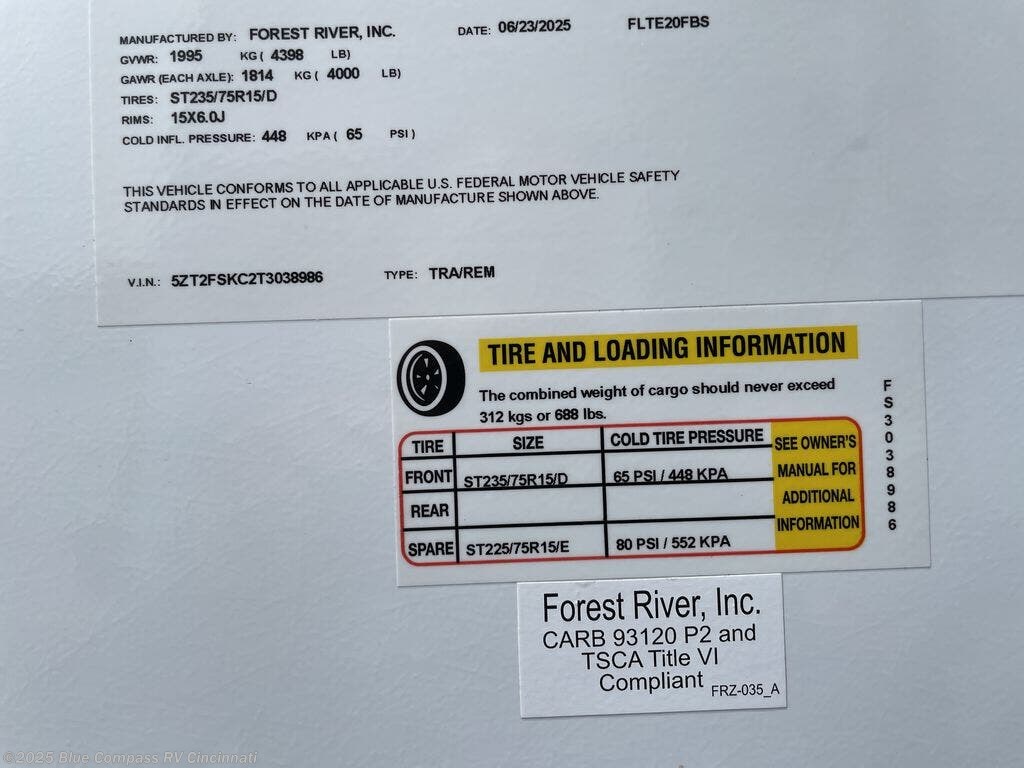 MANUFACTURED BY: FOREST RIVER, INC. DATE: 06/23/2025 FLTE20FBS
GVWR: 1995 KG ( 4398 LB)
GAWR (EACH AXLE): 1814 KG ( 4000 LB)
TIRES: ST235/75R15/D
RIMS: 15X6.0J
COLD INFL. PRESSURE: 448 KPA ( 65 PSI )
THIS VEHICLE CONFORMS TO ALL APPLICABLE U.S. FEDERAL MOTOR VEHICLE SAFETY
STANDARDS IN EFFECT ON THE DATE OF MANUFACTURE SHOWN ABOVE.
V.I.N.: 5ZT2FSKC2T3038986 TYPE: TRA/REM
TIRE AND LOADING INFORMATION
The combined weight of cargo should never exceed
312 kgs or 688 lbs.
TIRE SIZE COLD TIRE PRESSURE
FRONT ST235/75R15/D 65 PSI / 448 KPA
REAR
SPARE ST225/75R15/E 80 PSI / 552 KPA
SEE OWNER'S
MANUAL FOR
ADDITIONAL
INFORMATION
FS3038986
Forest River, Inc.
CARB 93120 P2 and
TSCA Title VI
Compliant FRZ-035_A
©2025 Blue Compass RV Cincinnati